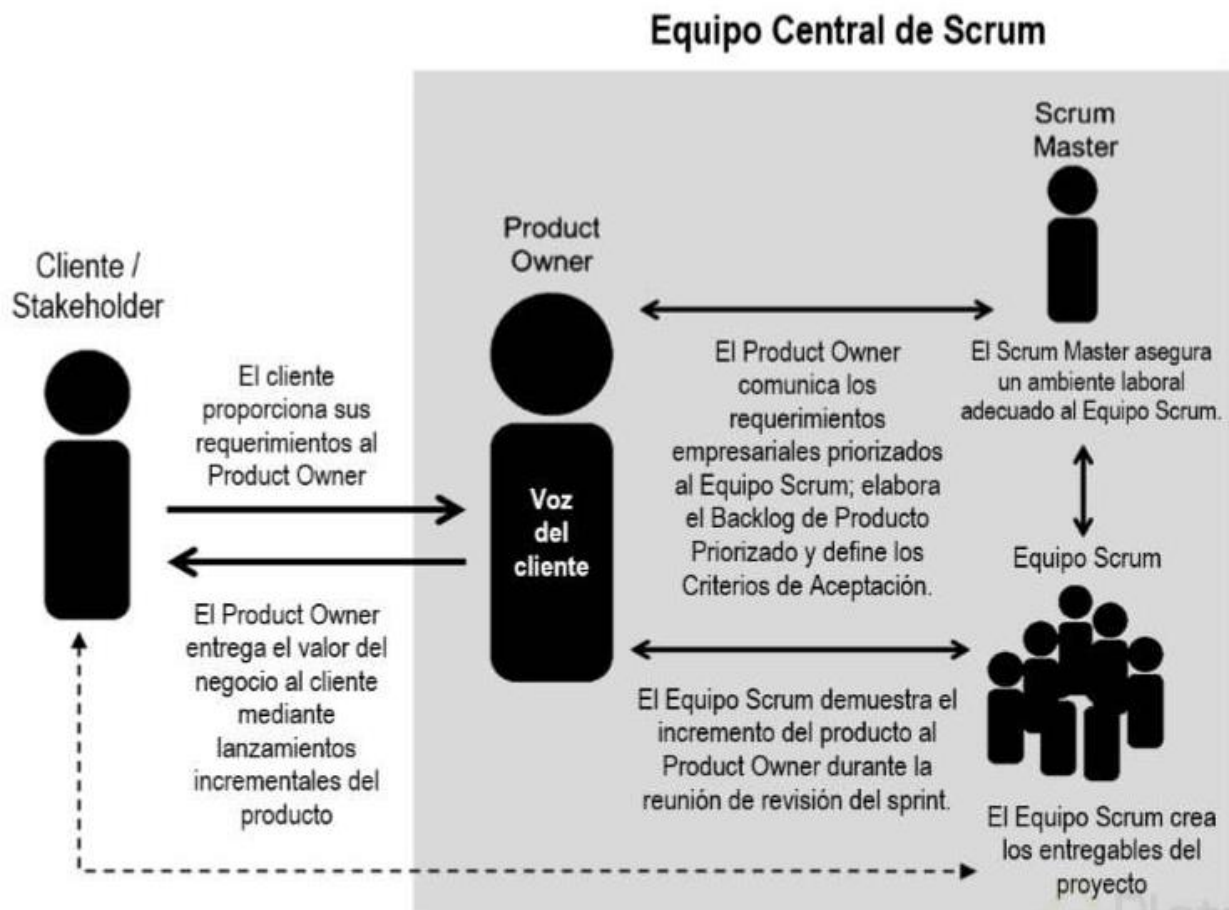 Equipo Central de Scrum
Scrum
Master
Product
Owner
Cliente /
Stakeholder
El cliente
proporciona sus
requerimientos al
Product Owner
Voz
del
cliente
El Product Owner
entrega el valor del
negocio al cliente
mediante
lanzamientos
incrementales del
producto
El Product Owner
comunica los
requerimientos
empresariales priorizados
al Equipo Scrum; elabora
el Backlog de Producto
Priorizado y define los
Criterios de Aceptación.
El Scrum Master asegura
un ambiente laboral
adecuado al Equipo Scrum.
Equipo Scrum
El Equipo Scrum demuestra el
incremento del producto al
Product Owner durante la
reunión de revisión del sprint.
El Equipo Scrum crea
los entregables del
proyecto